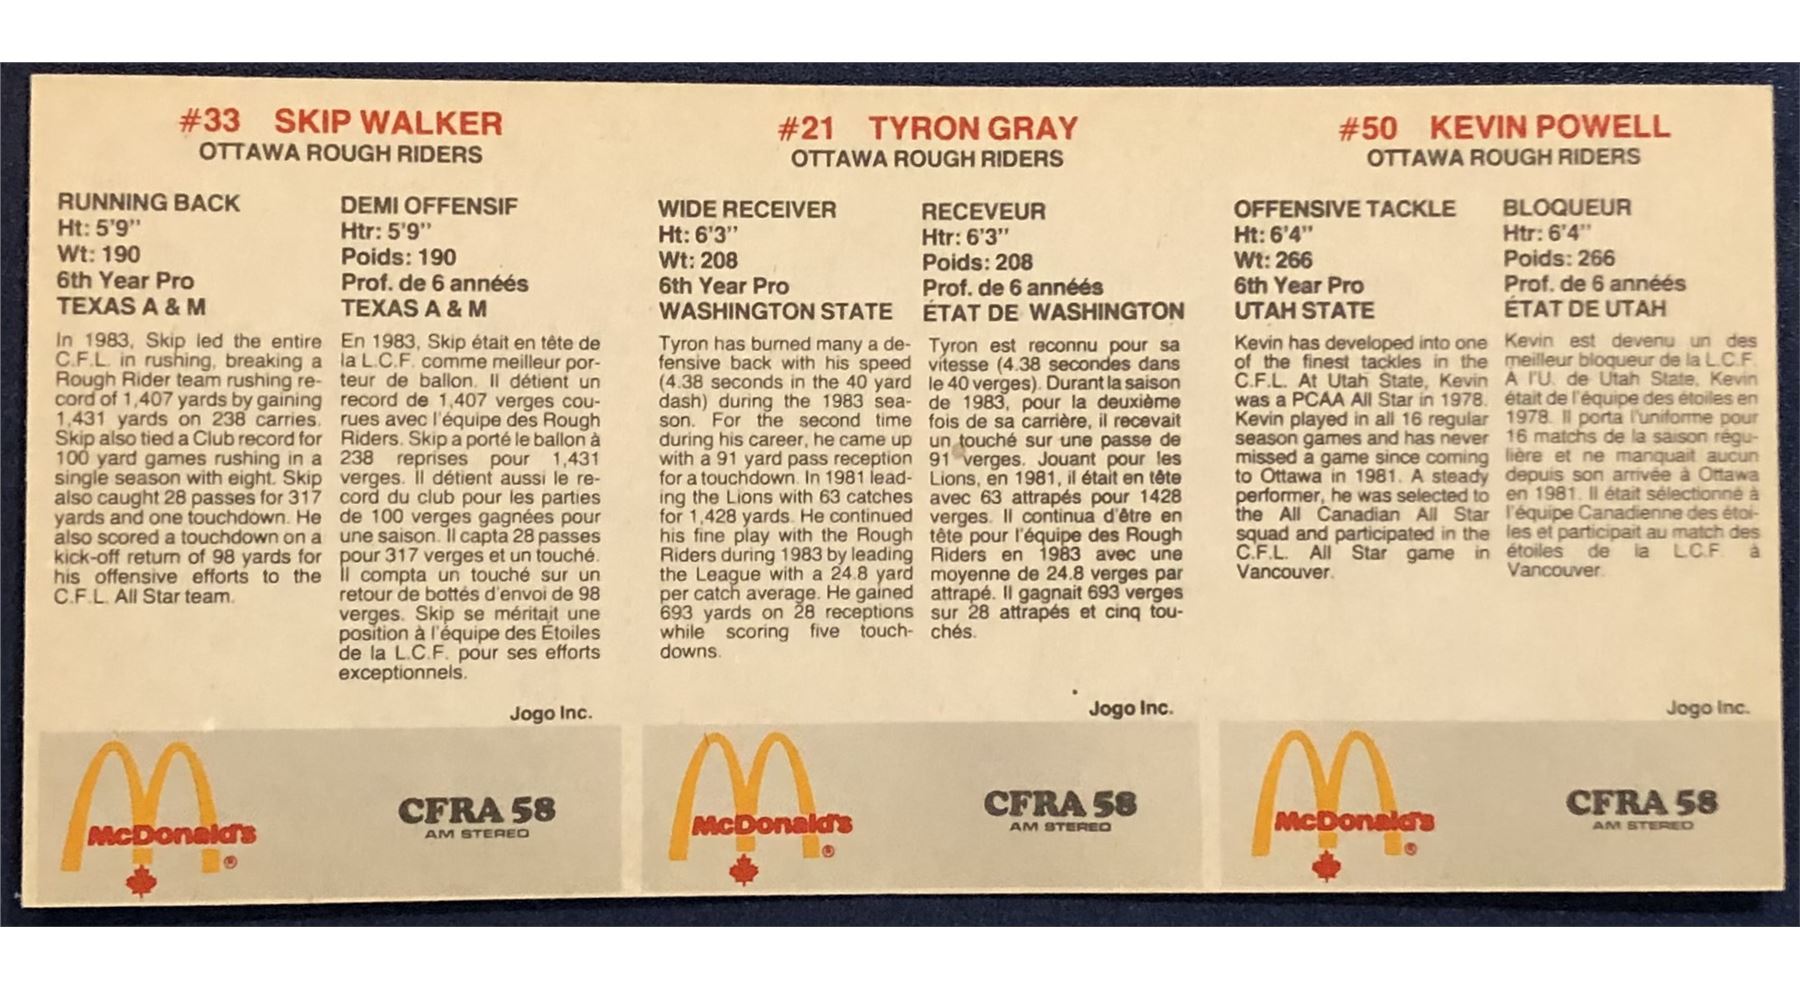 #33 SKIP WALKER
OTTAWA ROUGH RIDERS
RUNNING BACK
Ht: 5'9"
Wt: 190
6th Year Pro
TEXAS A & M
In 1983, Skip led the entire
C.F.L. in rushing, breaking a
Rough Rider team rushing re-
cord of 1,407 yards by gaining
1,431 yards on 238 carries.
Skip also tied a Club record for
100 yard games rushing in a
single season with eight. Skip
also caught 28 passes for 317
yards and one touchdown. He
also scored a touchdown on a
kick-off return of 98 yards for
his offensive efforts to the
C.F.L. All Star team.
DEMI OFFENSIF
Htr: 5'9"
Poids: 190
Prof. de 6 annéés
TEXAS A & M
En 1983, Skip était en tête de
la L.C.F. comme meilleur por-
teur de ballon. Il détient un
record de 1,407 verges cou-
rues avec l'équipe des Rough
Riders. Skip a porté le ballon à
238 reprises pour 1,431
verges. Il détient aussi le re-
cord du club pour les parties
de 100 verges gagnées pour
une saison. Il capta 28 passes
pour 317 verges et un touché.
Il compta un touché sur un
retour de bottés d'envoi de 98
verges. Skip se méritait une
position à l'équipe des Étoiles
de la L.C.F. pour ses efforts
exceptionnels.
Jogo Inc.
McDonald's
®
CFRA 58
AM STEREO
#21 TYRON GRAY
OTTAWA ROUGH RIDERS
WIDE RECEIVER
Ht: 6'3"
Wt: 208
6th Year Pro
WASHINGTON STATE
Tyron has burned many a de-
fensive back with his speed
(4.38 seconds in the 40 yard
dash) during the 1983 sea-
son. For the second time
during his career, he came up
with a 91 yard pass reception
for a touchdown. In 1981 lead-
ing the Lions with 63 catches
for 1,428 yards. He continued
his fine play with the Rough
Riders during 1983 by leading
the League with a 24.8 yard
per catch average. He gained
693 yards on 28 receptions
while scoring five touch-
downs.
RECEVEUR
Htr: 6'3"
Poids: 208
Prof. de 6 annéés
ÉTAT DE WASHINGTON
Tyron est reconnu pour sa
vitesse (4.38 secondes dans
le 40 verges). Durant la saison
de 1983, pour la deuxième
fois de sa carrière, il recevait
un touché sur une passe de
91 verges. Jouant pour les
Lions, en 1981, il était en tête
avec 63 attrapés pour 1428
verges. Il continua d'être en
tête pour l'équipe des Rough
Riders en 1983 avec une
moyenne de 24.8 verges par
attrapé. Il gagnait 693 verges
sur 28 attrapés et cinq tou-
chés.
Jogo Inc.
McDonald's
®
CFRA 58
AM STEREO
#50 KEVIN POWELL
OTTAWA ROUGH RIDERS
OFFENSIVE TACKLE
Ht: 6'4"
Wt: 266
6th Year Pro
UTAH STATE
Kevin has developed into one
of the finest tackles in the
C.F.L. At Utah State, Kevin
was a PCAA All Star in 1978.
Kevin played in all 16 regular
season games and has never
missed a game since coming
to Ottawa in 1981. A steady
performer, he was selected to
the All Canadian All Star
squad and participated in the
C.F.L. All Star game in
Vancouver.
BLOQUEUR
Htr: 6'4"
Poids: 266
Prof. de 6 annéés
ÉTAT DE UTAH
Kevin est devenu un des
meilleur bloqueur de la L.C.F.
A l'U. de Utah State, Kevin
était de l'équipe des étoiles en
1978. Il porta l'uniforme pour
16 matchs de la saison régu-
lière et ne manquait aucun
depuis son arrivée à Ottawa
en 1981. Il était sélectionné à
l'équipe Canadienne des étoi-
les et participait au match des
étoiles de la L.C.F. à
Vancouver.
Jogo Inc.
McDonald's
®
CFRA 58
AM STEREO